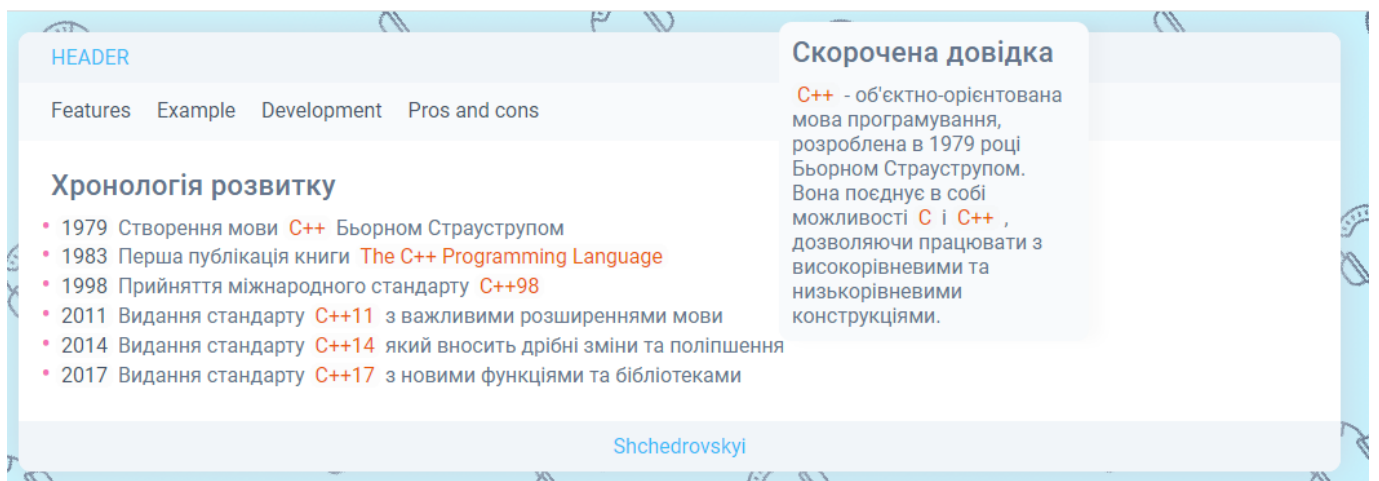 HEADER
Features Example Development Pros and cons
Хронологія розвитку
• 1979 Створення мови C++ Бьорном Страуструпом
• 1983 Перша публікація книги The C++ Programming Language
• 1998 Прийняття міжнародного стандарту C++98
• 2011 Видання стандарту C++11 з важливими розширеннями мови
• 2014 Видання стандарту C++14 який вносить дрібні зміни та поліпшення
• 2017 Видання стандарту C++17 з новими функціями та бібліотеками
Скорочена довідка
C++ - об'єктно-орієнтована
мова програмування,
розроблена в 1979 році
Бьорном Страуструпом.
Вона поєднує в собі
можливості C і C++ ,
дозволяючи працювати з
високорівневими та
низькорівневими
конструкціями.
Shchedrovskyi